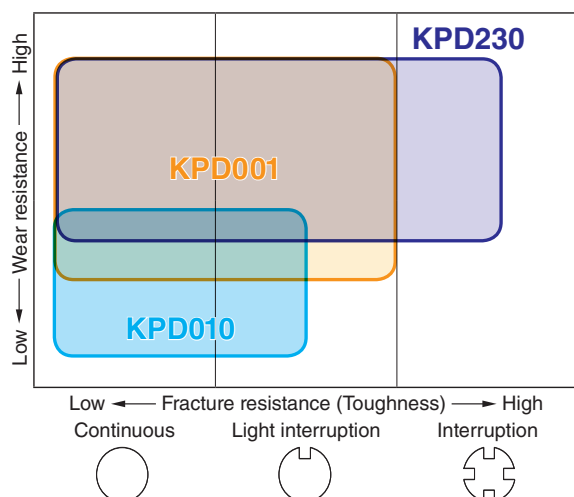 KPD230
KPD001
KPD010
Low ← Wear resistance → High
Low ← Fracture resistance (Toughness) → High
Continuous Light interruption Interruption